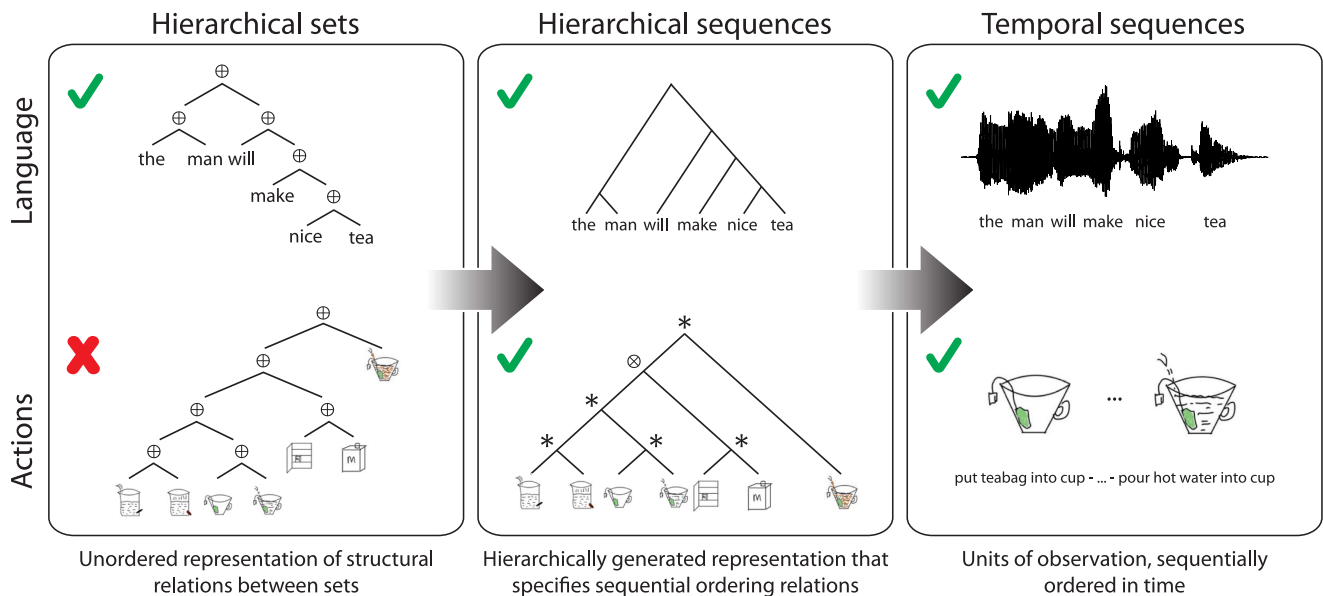 Hierarchical sets
Hierarchical sequences
Temporal sequences
Language
the man will
make
nice tea
the man will make nice tea
the man will make nice tea
Actions
M
M
...
put teabag into cup - ... - pour hot water into cup
Unordered representation of structural
relations between sets
Hierarchically generated representation that
specifies sequential ordering relations
Units of observation, sequentially
ordered in time